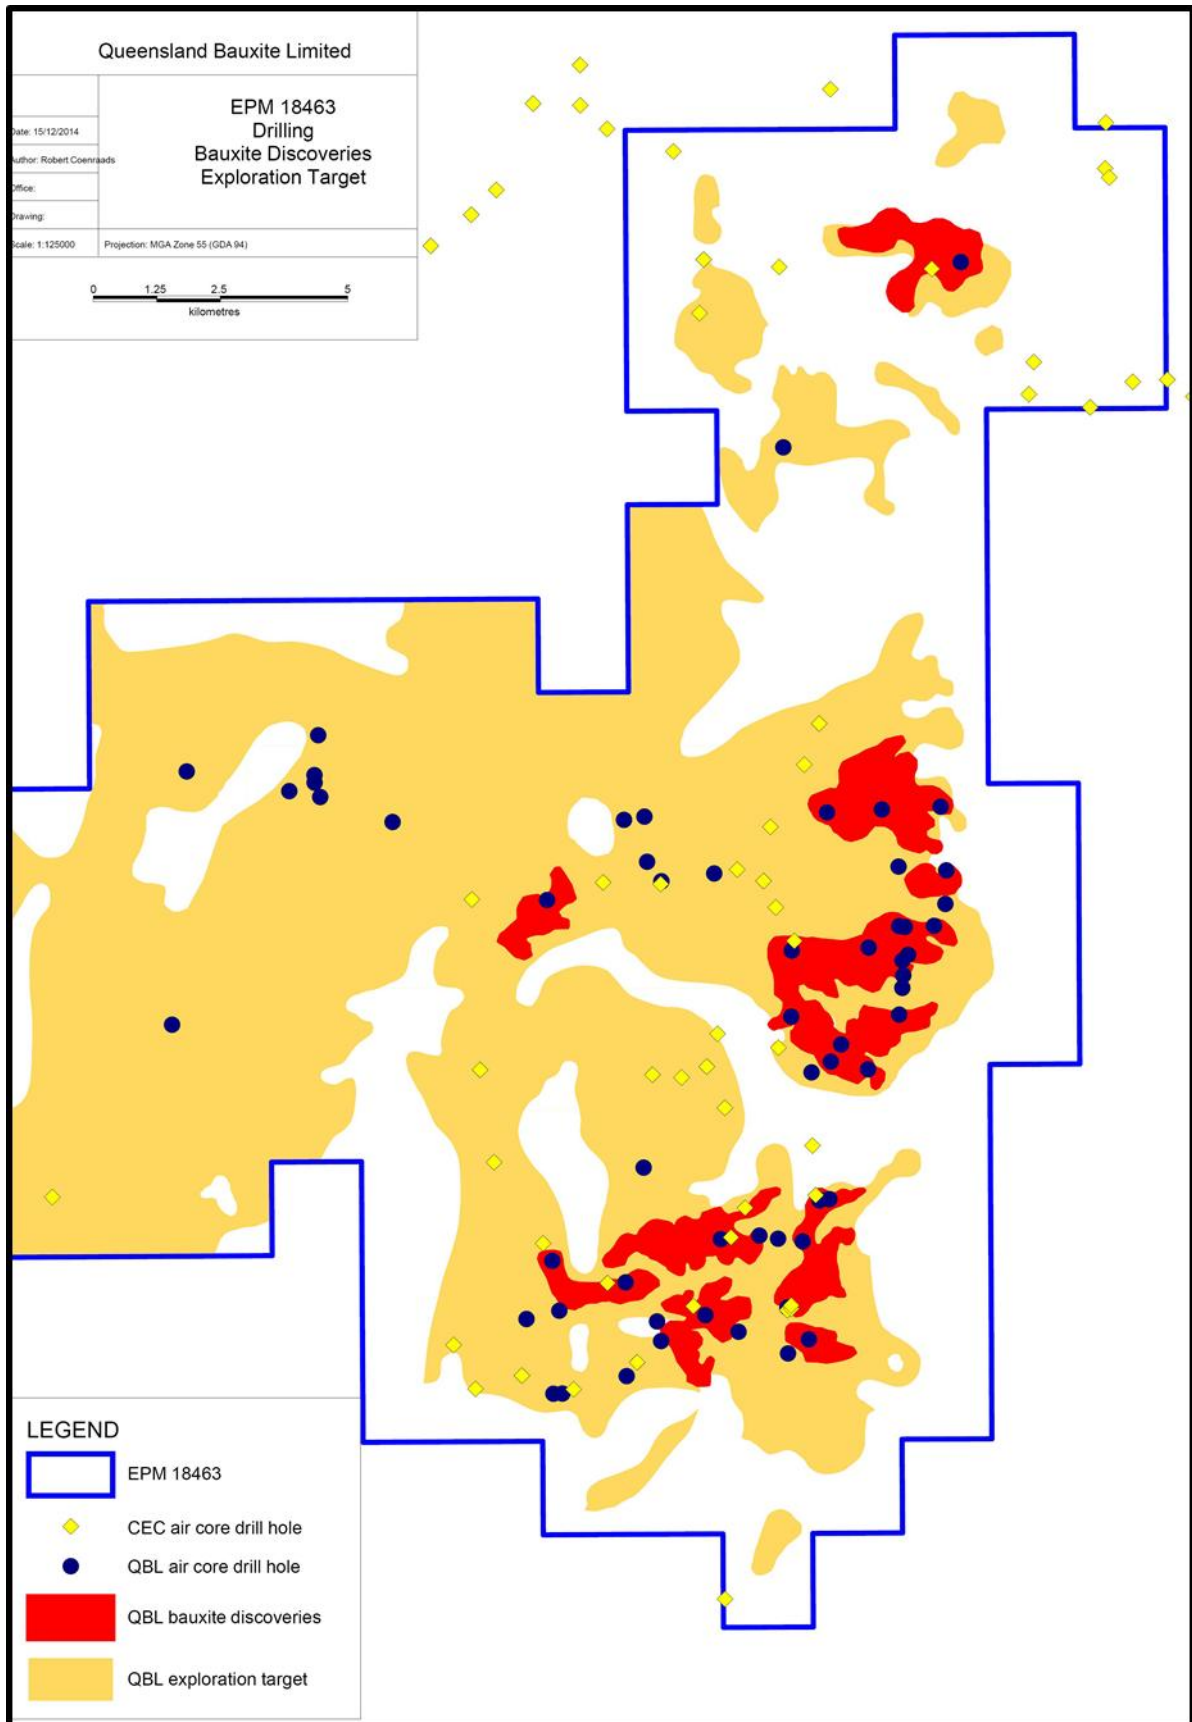 Queensland Bauxite Limited
EPM 18463
Drilling
Bauxite Discoveries
Exploration Target
Date: 15/12/2014
Author: Robert Coenraads
Office:
Drawing:
Scale: 1:125000
Projection: MGA Zone 55 (GDA 94)
0 1.25 2.5 5
kilometres
LEGEND
EPM 18463
CEC air core drill hole
QBL air core drill hole
QBL bauxite discoveries
QBL exploration target